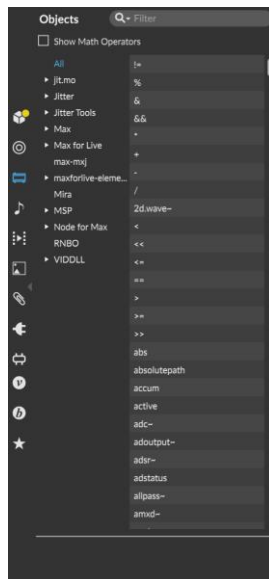 Objects
Filter
Show Math Operators
All
jit.mo
Jitter
Jitter Tools
Max
Max for Live
max-mxj
maxforlive-eleme...
Mira
MSP
Node for Max
RNBO
VIDDLL
!=
%
&
&&
*
+
-
/
2d.wave~
<
<<
<=
==
>
>=
>>
abs
absolutepath
accum
active
adc~
adoutput~
adsr~
adstatus
allpass~
amxd~